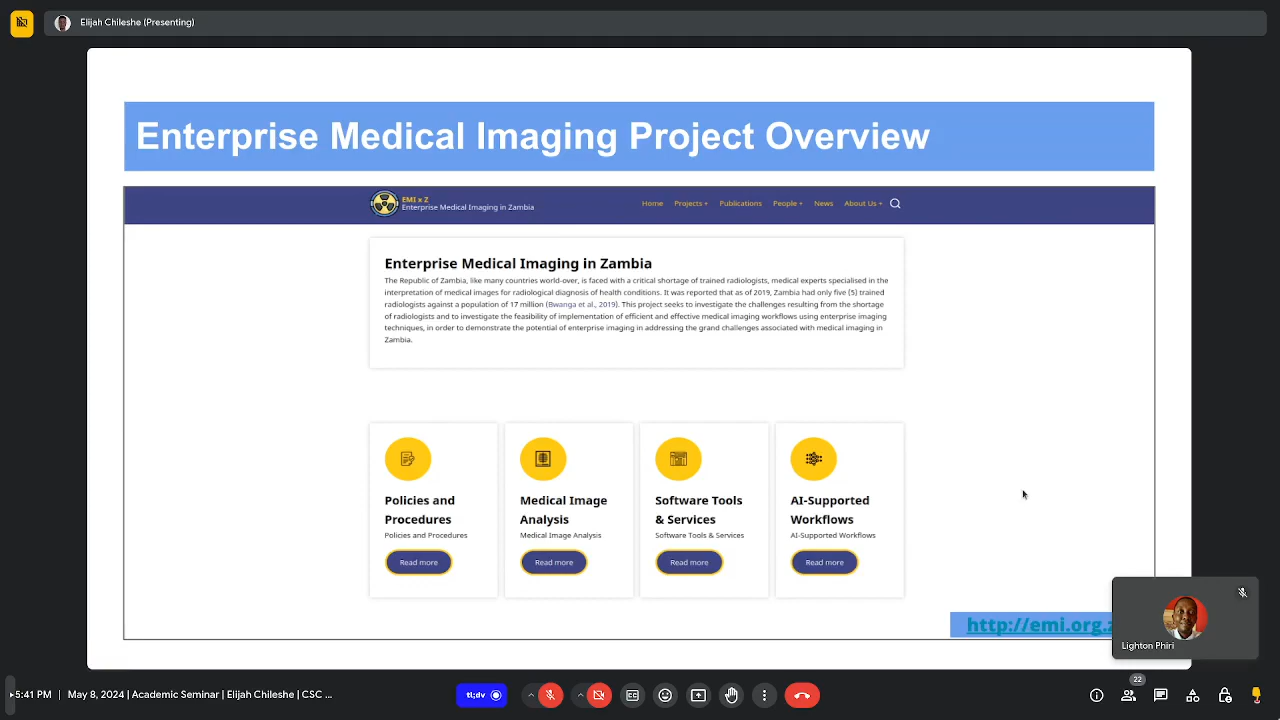 Elijah Chileshe (Presenting)
Enterprise Medical Imaging Project Overview
EMI x Z
Enterprise Medical Imaging in Zambia
Home Projects + Publications People + News About Us +
Enterprise Medical Imaging in Zambia
The Republic of Zambia, like many countries world-over, is faced with a critical shortage of trained radiologists, medical experts specialised in the
interpretation of medical images for radiological diagnosis of health conditions. It was reported that as of 2019, Zambia had only five (5) trained
radiologists against a population of 17 million (Bwanga et al., 2019). This project seeks to investigate the challenges resulting from the shortage
of radiologists and to investigate the feasibility of implementation of efficient and effective medical imaging workflows using enterprise imaging
techniques, in order to demonstrate the potential of enterprise imaging in addressing the grand challenges associated with medical imaging in
Zambia.
Policies and
Procedures
Policies and Procedures
Read more
Medical Image
Analysis
Medical Image Analysis
Read more
Software Tools
& Services
Software Tools & Services
Read more
AI-Supported
Workflows
AI-Supported Workflows
Read more
http://emi.org.z
Lighton Phiri
5:41 PM | May 8, 2024 | Academic Seminar | Elijah Chileshe | CSC ...
tl;dv
22